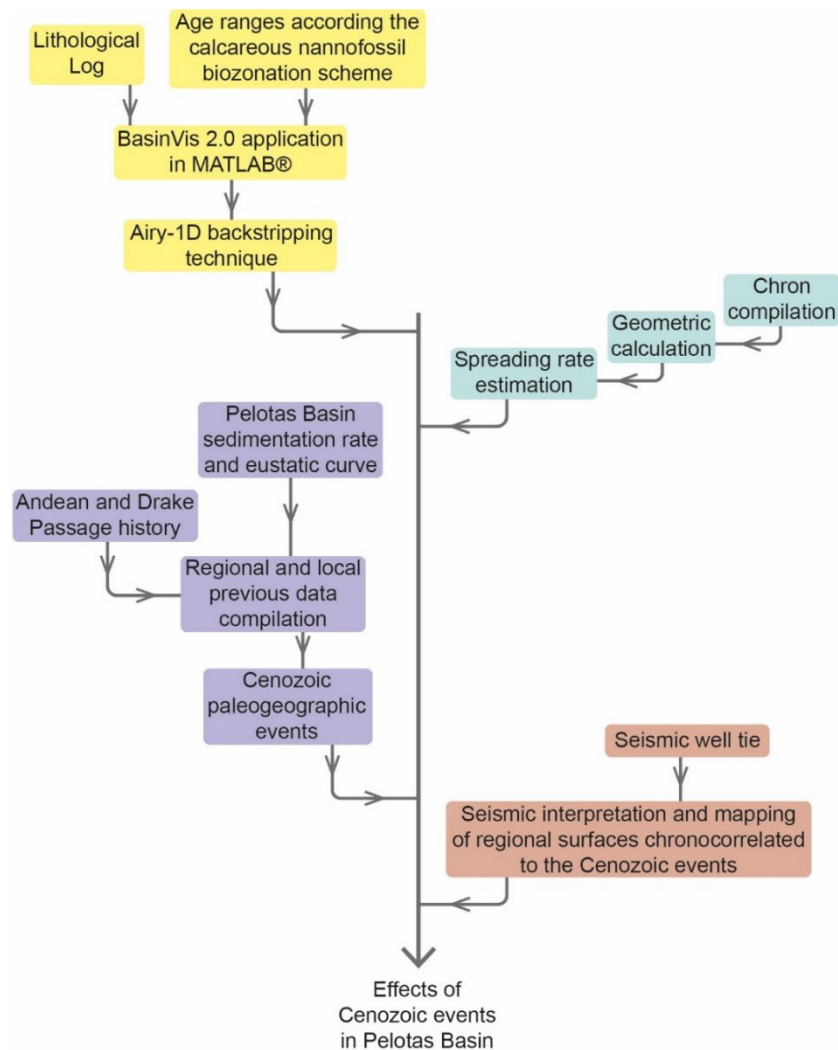 Lithological
Log
Age ranges according the
calcareous nannofossil
biozonation scheme
BasinVis 2.0 application
in MATLAB®
Airy-1D backstripping
technique
Chron
compilation
Geometric
calculation
Spreading rate
estimation
Pelotas Basin
sedimentation rate
and eustatic curve
Andean and Drake
Passage history
Regional and local
previous data
compilation
Cenozoic
paleogeographic
events
Seismic well tie
Seismic interpretation and mapping
of regional surfaces chronocorrelated
to the Cenozoic events
Effects of
Cenozoic events
in Pelotas Basin